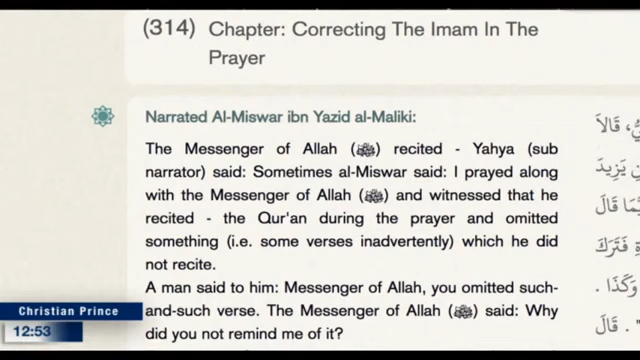 (314) Chapter: Correcting The Imam In The
Prayer
Narrated Al-Miswar ibn Yazid al-Maliki:
The Messenger of Allah (ﷺ) recited - Yahya (sub
narrator) said: Sometimes al-Miswar said: I prayed along
with the Messenger of Allah (ﷺ) and witnessed that he
recited - the Qur'an during the prayer and omitted
something (i.e. some verses inadvertently) which he did
not recite.
A man said to him: Messenger of Allah, you omitted such-
and-such verse. The Messenger of Allah (ﷺ) said: Why
did you not remind me of it?
قَالاَ
يَزِيدَ
قَالَ
فَتَرَكَ
وَكَذَا .
قَالَ
Christian Prince
12:53